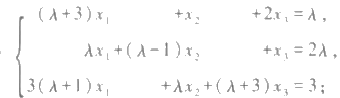 (λ+3)x₁ +x₂ +2x₃=λ,
λx₁+(λ-1)x₂ +x₃=2λ,
3(λ+1)x₁ +λx₂+(λ+3)x₃=3;